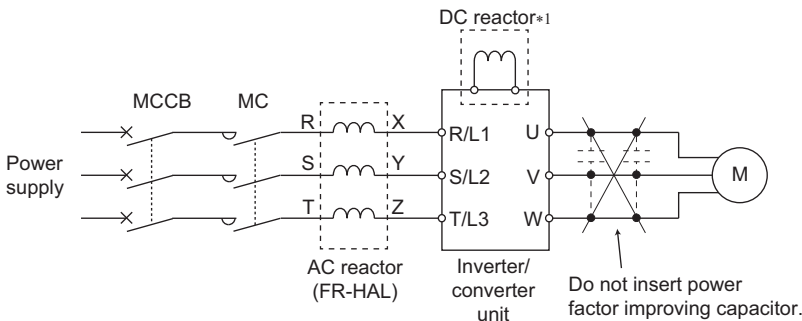 DC reactor*1
MCCB
MC
R
X
R/L1
U
Power
supply
S
Y
S/L2
V
M
T
Z
T/L3
W
AC reactor
(FR-HAL)
Inverter/
converter
unit
Do not insert power
factor improving capacitor.